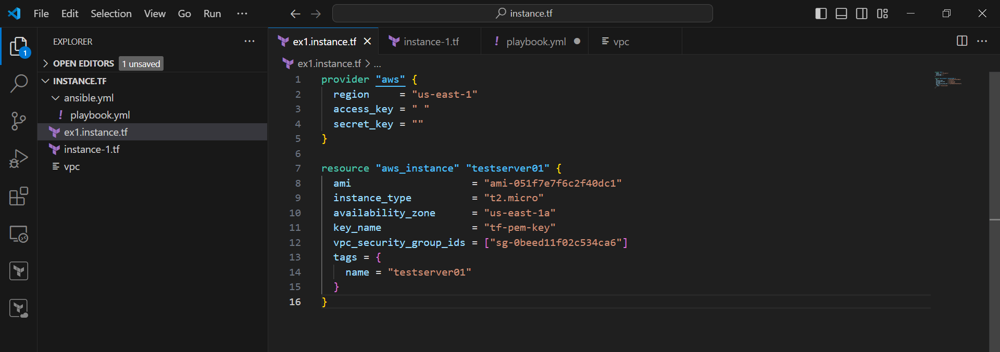 File Edit Selection View Go Run ···
instance.tf
EXPLORER ···
OPEN EDITORS 1 unsaved
INSTANCE.TF
ansible.yml
! playbook.yml
ex1.instance.tf
instance-1.tf
vpc
1
ex1.instance.tf
instance-1.tf
! playbook.yml
vpc
ex1.instance.tf > ...
1 provider "aws" {
2 region = "us-east-1"
3 access_key = " "
4 secret_key = ""
5 }
6
7 resource "aws_instance" "testserver01" {
8 ami = "ami-051f7e7f6c2f40dc1"
9 instance_type = "t2.micro"
10 availability_zone = "us-east-1a"
11 key_name = "tf-pem-key"
12 vpc_security_group_ids = ["sg-0beed11f02c534ca6"]
13 tags = {
14 name = "testserver01"
15 }
16 }